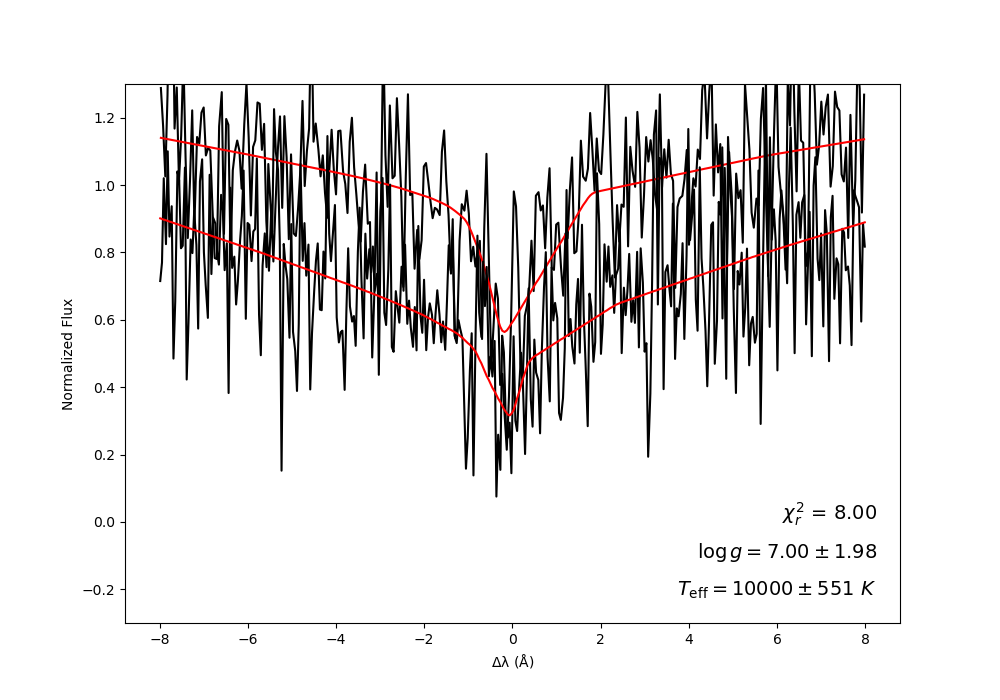 Normalized Flux
1.2
1.0
0.8
0.6
0.4
0.2
0.0
−0.2
χ²ᵣ = 8.00
log g = 7.00 ± 1.98
T_eff = 10000 ± 551 K
−8 −6 −4 −2 0 2 4 6 8
Δλ (Å)